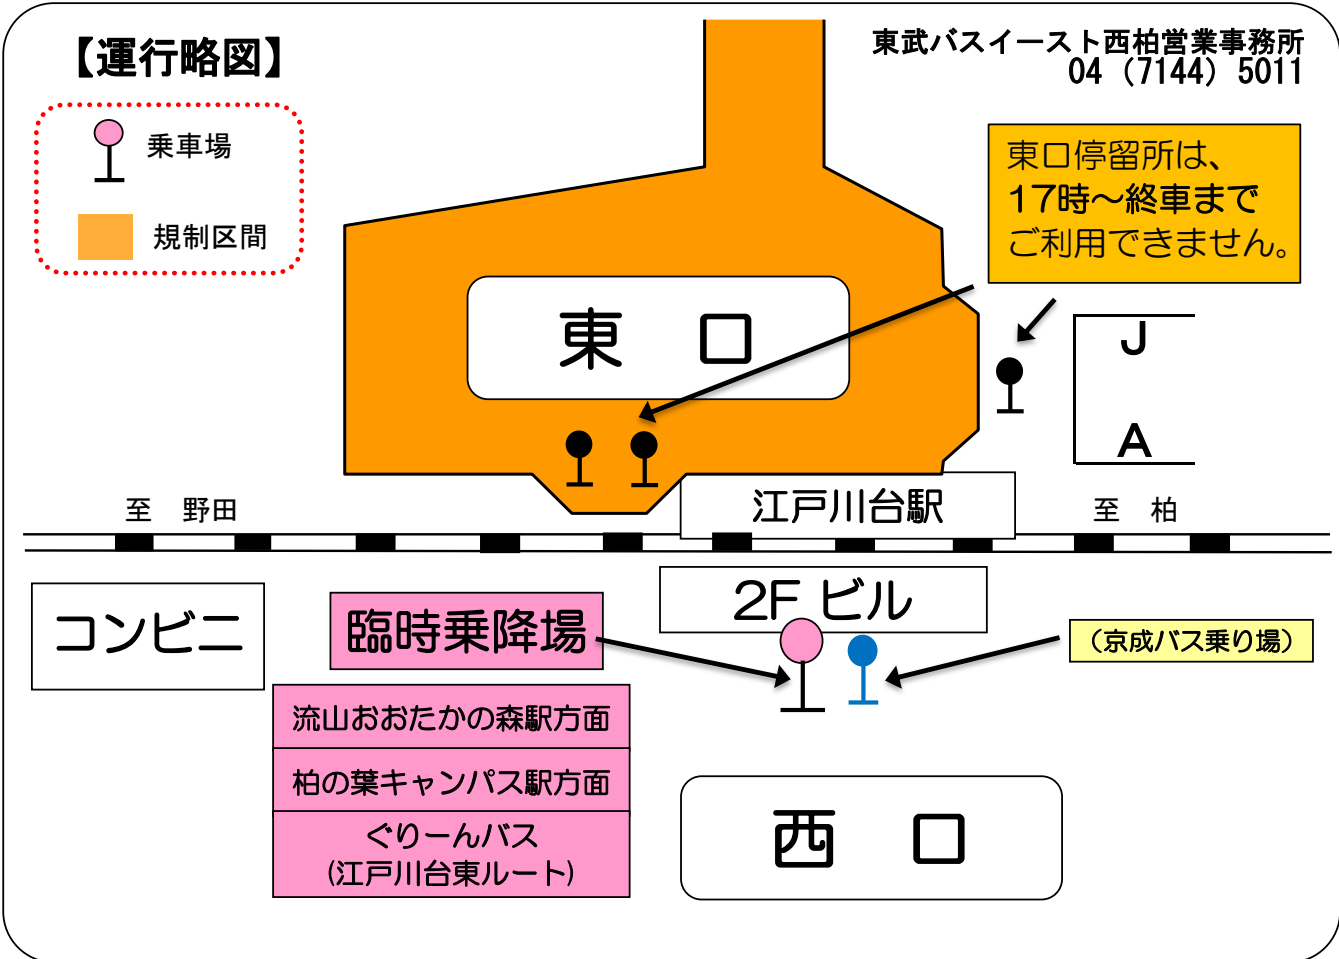 【運行略図】
東武バスイースト西柏営業事務所
04（7144）5011
乗車場
規制区間
東口停留所は、
17時～終車まで
ご利用できません。
東　口
J
A
至　野田
江戸川台駅
至　柏
コンビニ
臨時乗降場
2F ビル
（京成バス乗り場）
流山おおたかの森駅方面
柏の葉キャンパス駅方面
ぐりーんバス
(江戸川台東ルート)
西　口